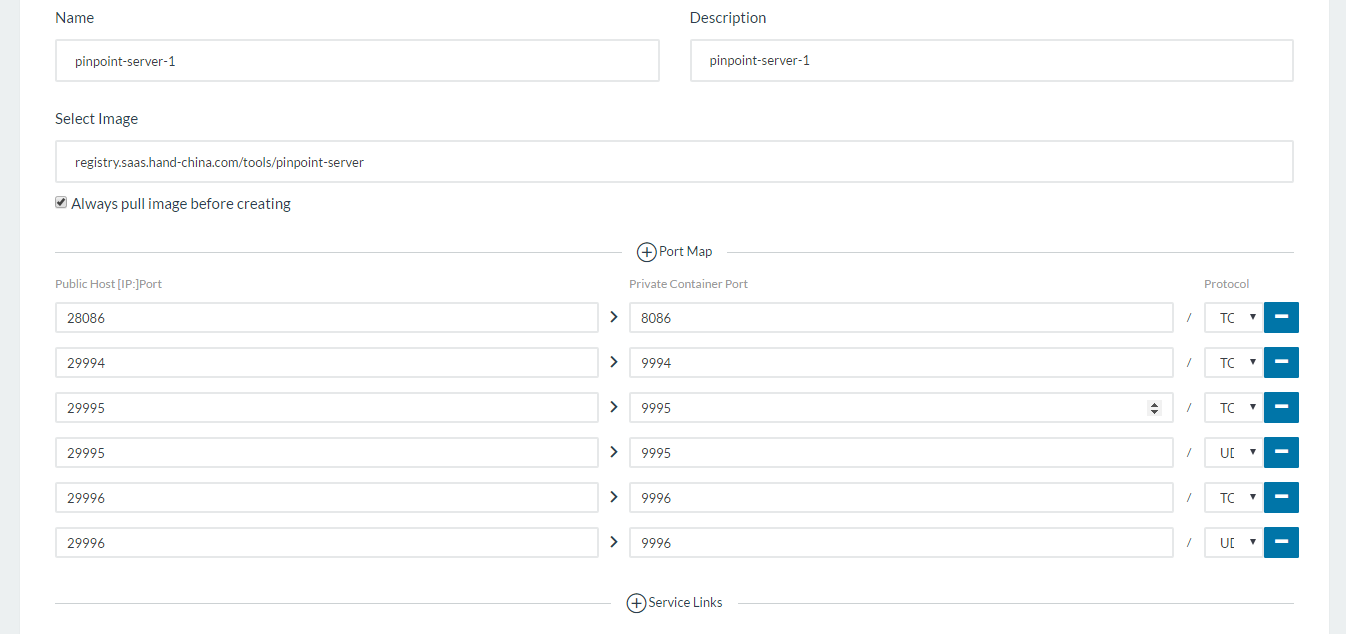 Name Description
pinpoint-server-1 pinpoint-server-1
Select Image
registry.saas.hand-china.com/tools/pinpoint-server
Always pull image before creating
Port Map
Public Host [IP:]Port Private Container Port Protocol
28086 8086 / TC
29994 9994 / TC
29995 9995 / TC
29995 9995 / UD
29996 9996 / TC
29996 9996 / UD
Service Links